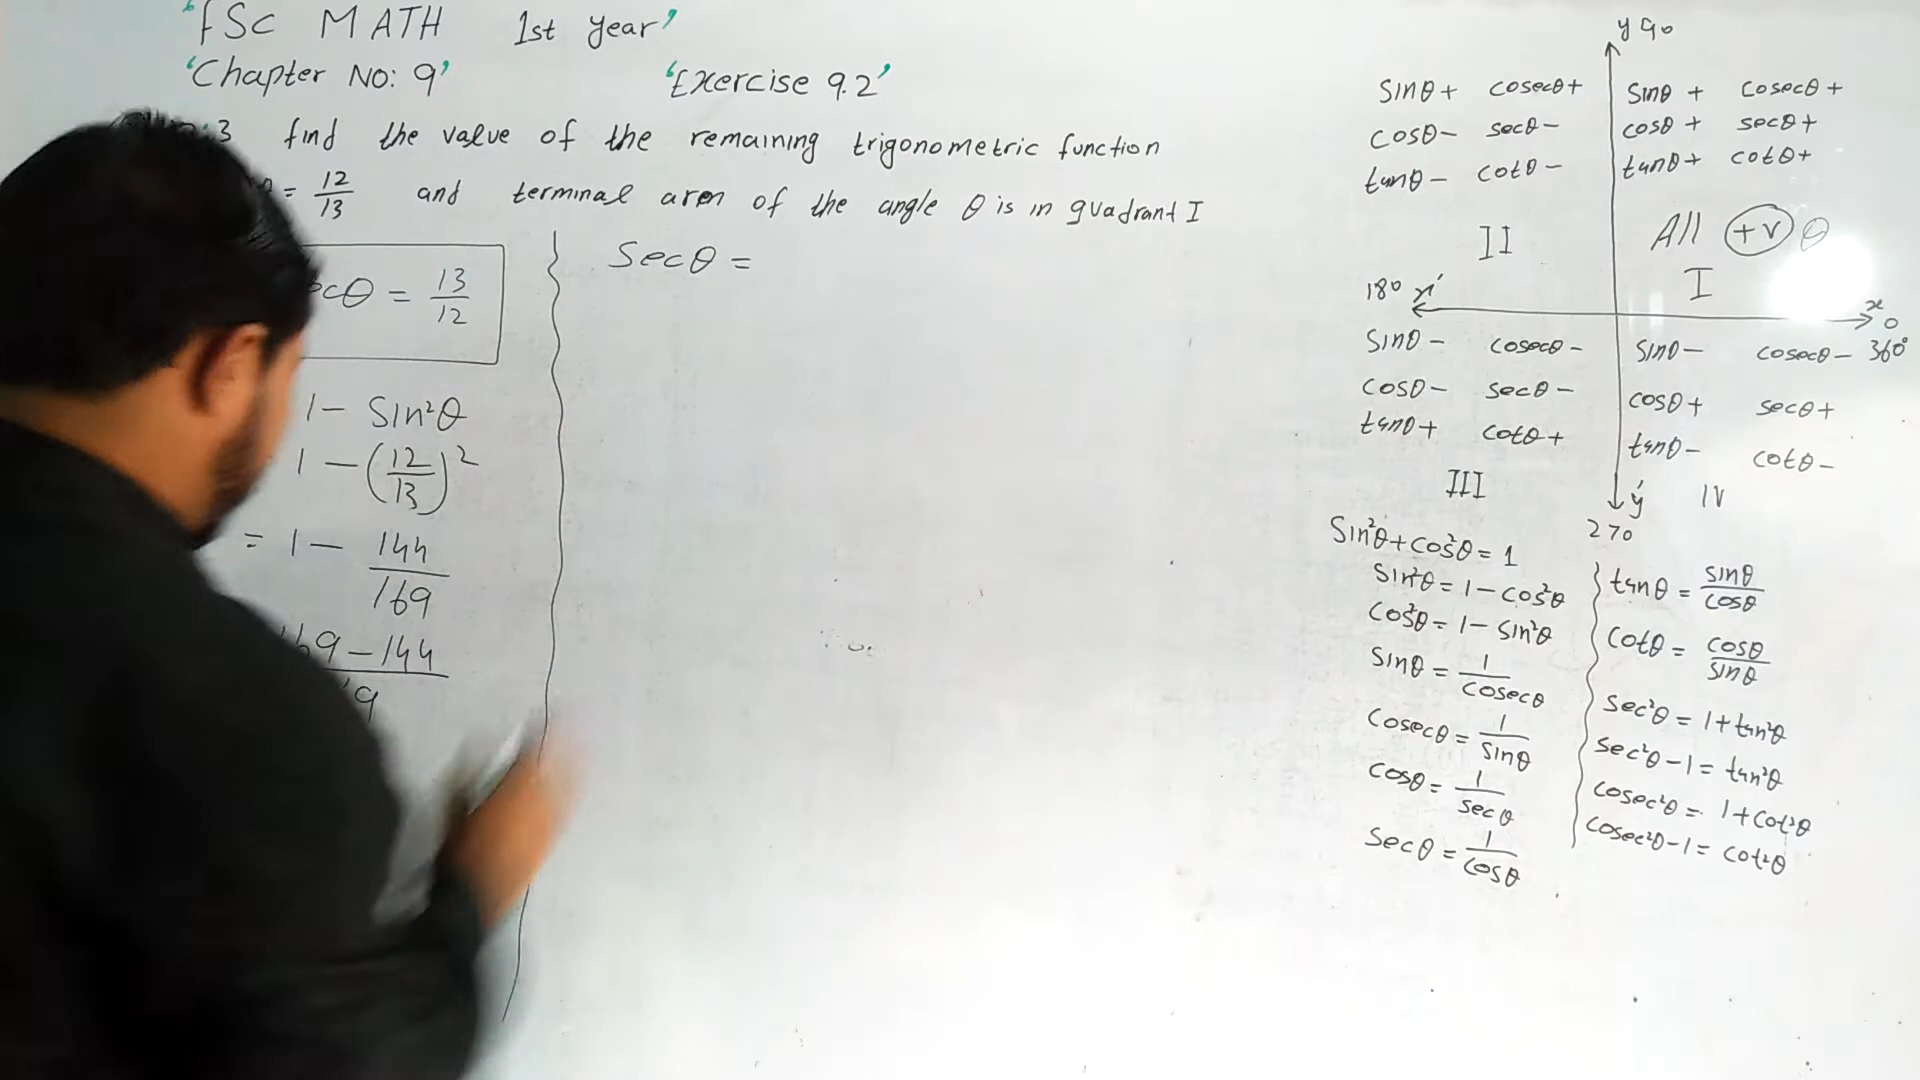 'FSc MATH 1st year'
'Chapter No: 9' 'Exercise 9.2'
:3 find the value of the remaining trigonometric function
= 12/13 and terminal arm of the angle θ is in quadrant I
θ = 13/12
1 - Sin²θ
1 - (12/13)²
= 1 - 144/169
69 - 144
9
Secθ =
y 90
Sinθ + cosecθ +
cosθ - secθ -
tanθ - cotθ -
II
Sinθ + Cosecθ +
cosθ + secθ +
tanθ + cotθ +
All +v θ
I
180 x'
x 0
360°
Sinθ - cosecθ -
cosθ - secθ -
tanθ + cotθ +
III
sinθ - cosecθ -
cosθ + secθ +
tanθ - cotθ -
IV
y'
270
Sin²θ + cos²θ = 1
Sin²θ = 1 - cos²θ
cos²θ = 1 - sin²θ
Sinθ = 1/cosecθ
Cosecθ = 1/sinθ
cosθ = 1/secθ
Secθ = 1/cosθ
tanθ = sinθ/cosθ
cotθ = cosθ/sinθ
sec²θ = 1 + tan²θ
sec²θ - 1 = tan²θ
cosec²θ = 1 + cot²θ
cosec²θ - 1 = cot²θ